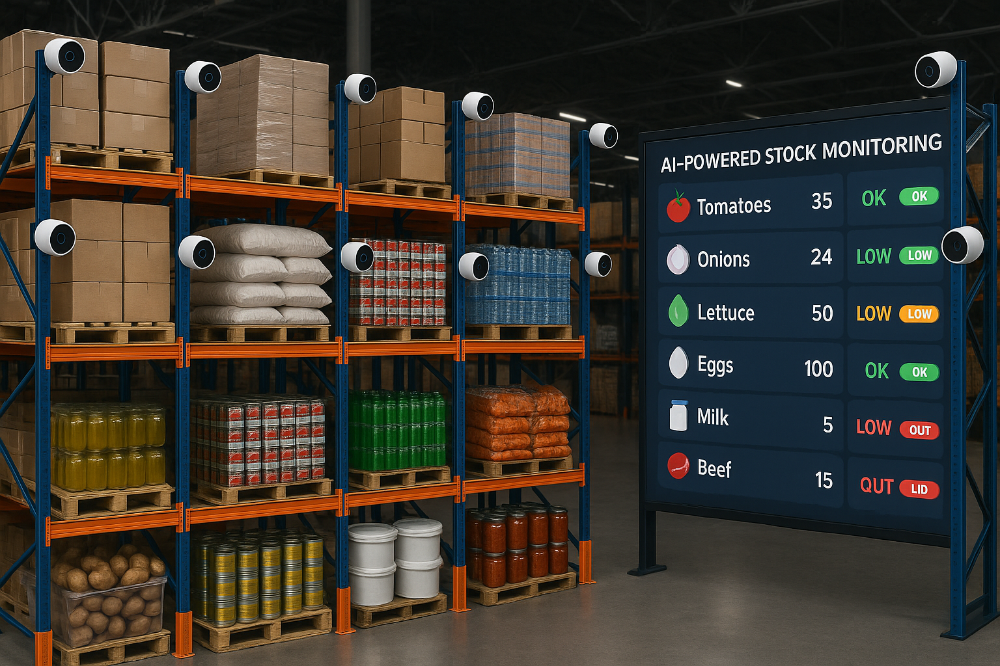 AI-POWERED STOCK MONITORING
Tomatoes 35 OK OK
Onions 24 LOW LOW
Lettuce 50 LOW LOW
Eggs 100 OK OK
Milk 5 LOW OUT
Beef 15 QUT LID